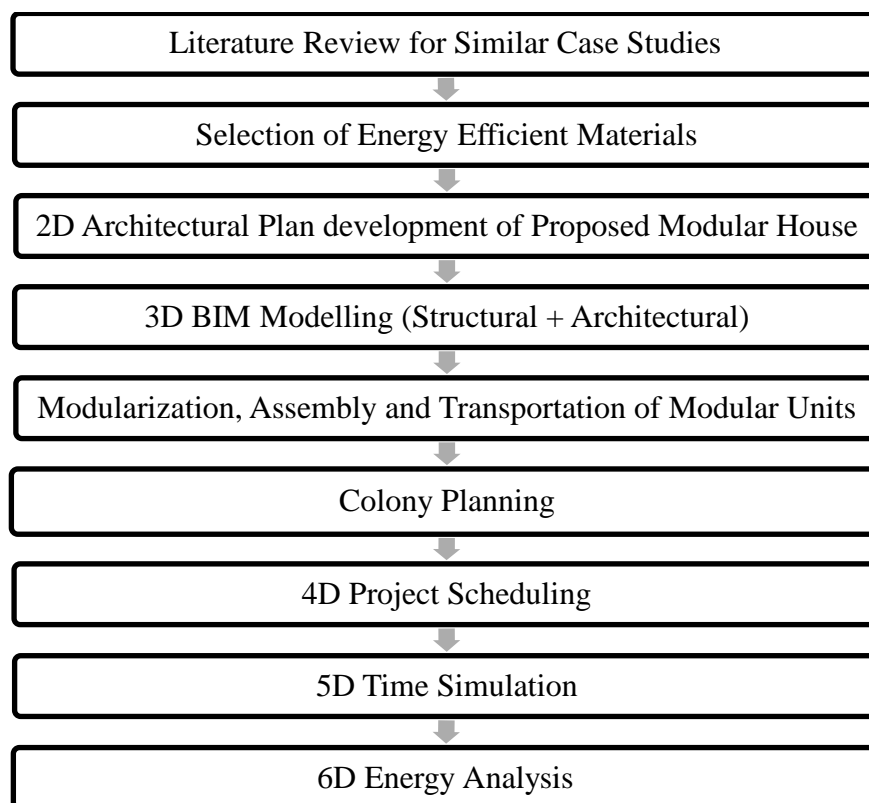 Literature Review for Similar Case Studies
Selection of Energy Efficient Materials
2D Architectural Plan development of Proposed Modular House
3D BIM Modelling (Structural + Architectural)
Modularization, Assembly and Transportation of Modular Units
Colony Planning
4D Project Scheduling
5D Time Simulation
6D Energy Analysis